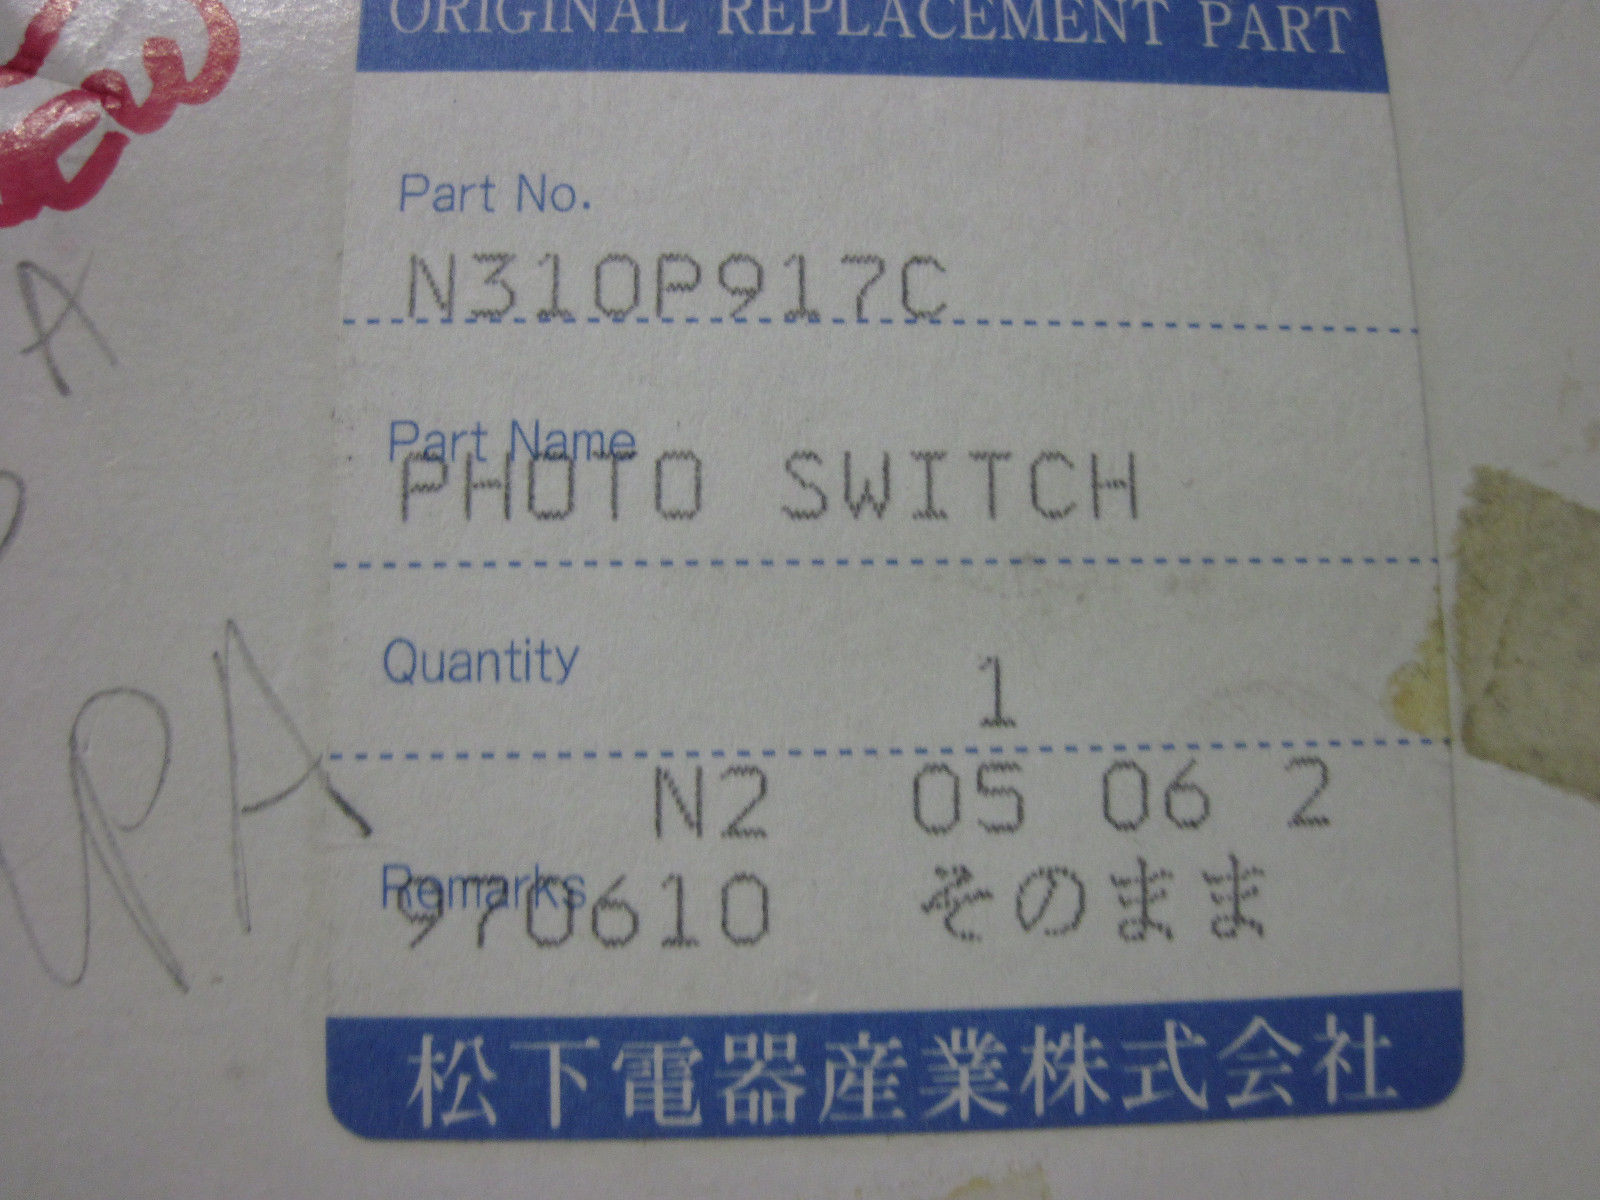 ORIGINAL REPLACEMENT PART
Part No.
N310P917C
Part Name
PHOTO SWITCH
Quantity
1
N2 05 06 2
Remarks
970610 そのまま
松下電器産業株式会社
A
PA